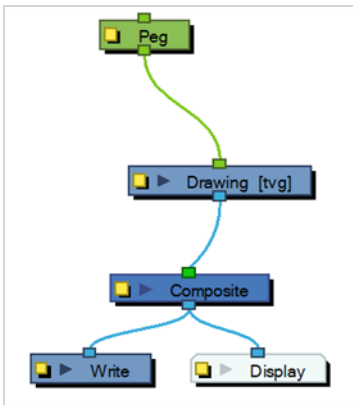 Peg
Drawing [tvg]
Composite
Write
Display